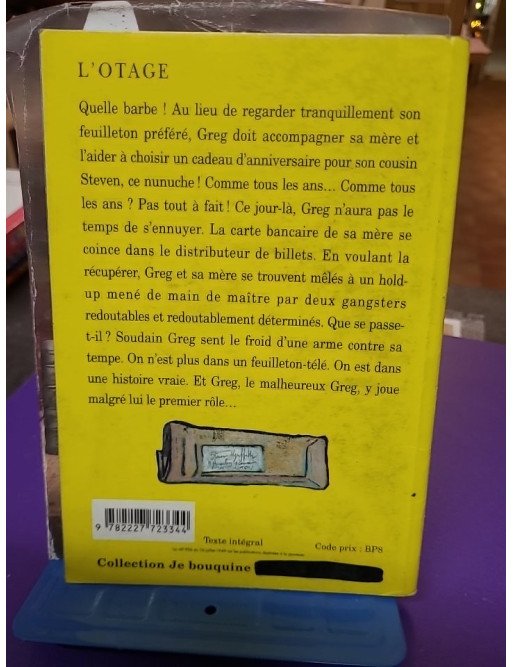 L'OTAGE
Quelle barbe ! Au lieu de regarder tranquillement son
feuilleton préféré, Greg doit accompagner sa mère et
l'aider à choisir un cadeau d'anniversaire pour son cousin
Steven, ce nunuche ! Comme tous les ans... Comme tous
les ans ? Pas tout à fait ! Ce jour-là, Greg n'aura pas le
temps de s'ennuyer. La carte bancaire de sa mère se
coince dans le distributeur de billets. En voulant la
récupérer, Greg et sa mère se trouvent mêlés à un hold-
up mené de main de maître par deux gangsters
redoutables et redoutablement déterminés. Que se passe-
t-il ? Soudain Greg sent le froid d'une arme contre sa
tempe. On n'est plus dans un feuilleton-télé. On est dans
une histoire vraie. Et Greg, le malheureux Greg, y joue
malgré lui le premier rôle...
9 782227 723344
Texte intégral
Code prix : BP8
Collection Je bouquine